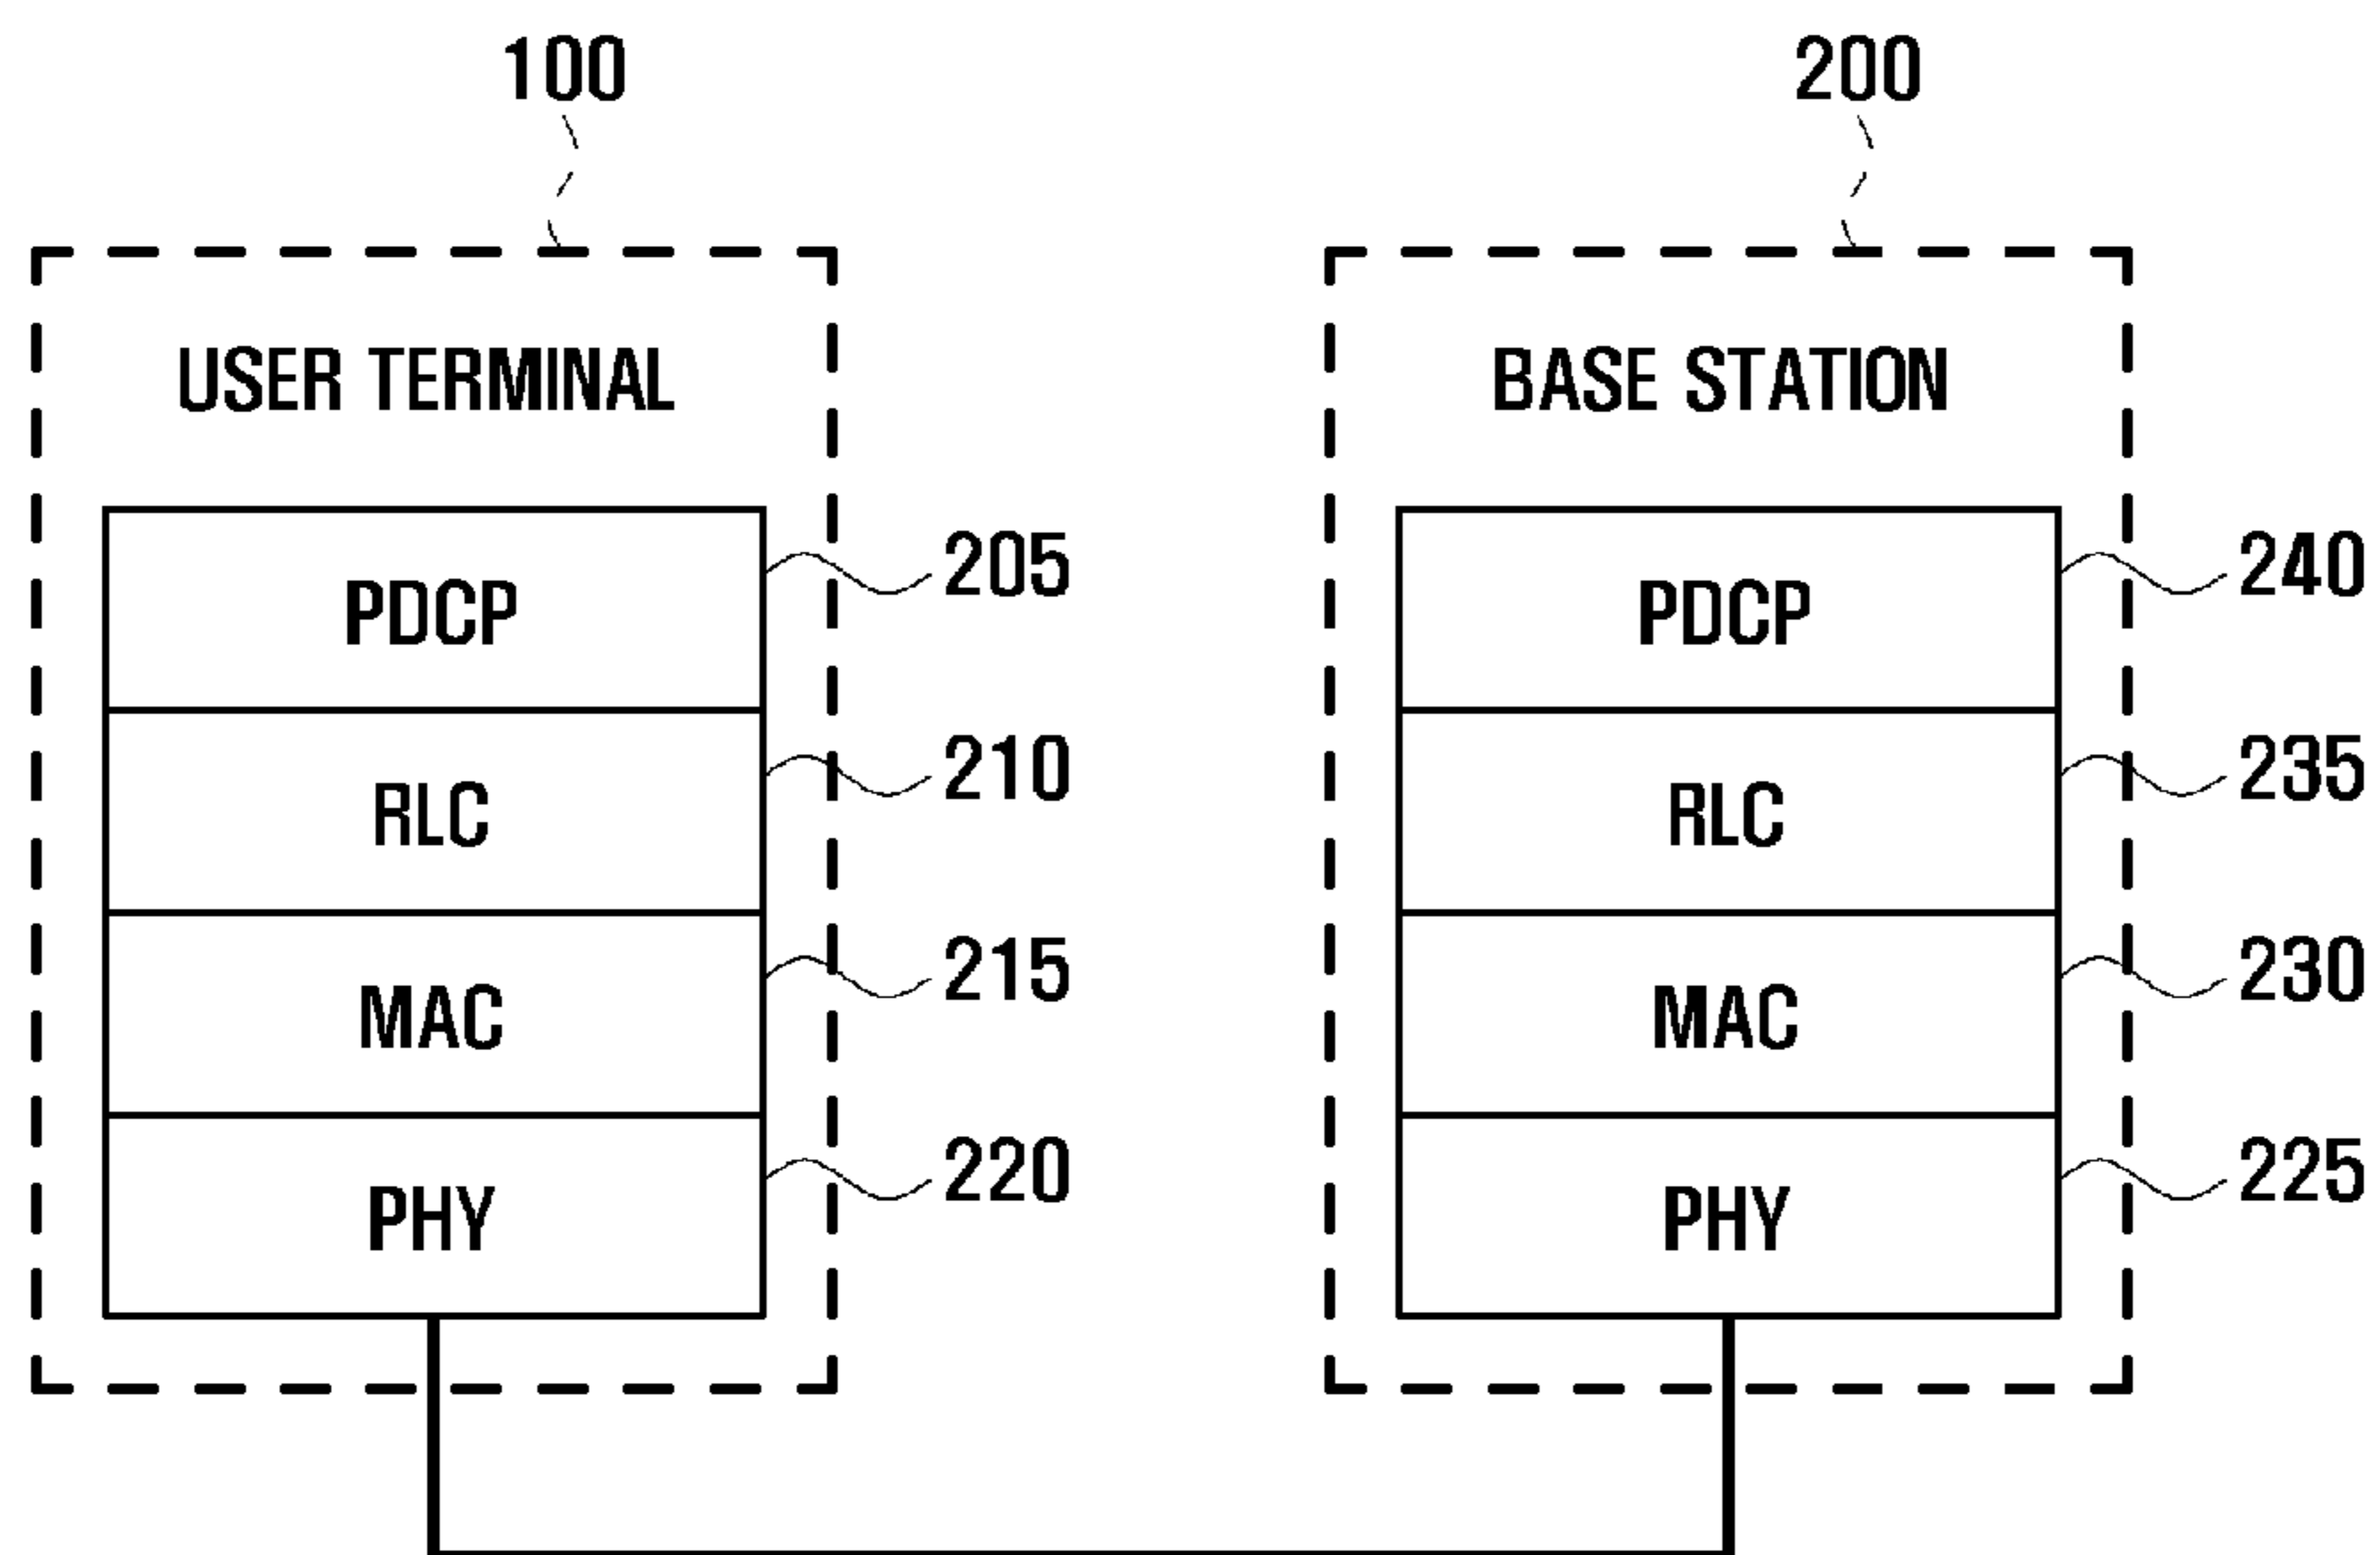 100
200
USER TERMINAL
BASE STATION
PDCP
205
RLC
210
MAC
215
PHY
220
PDCP
240
RLC
235
MAC
230
PHY
225